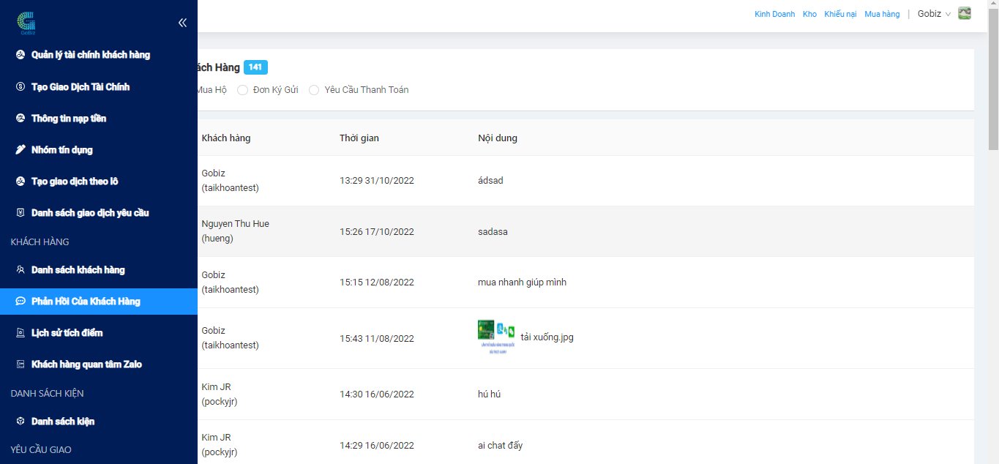 GoBiz
Kinh Doanh Kho Khiếu nại Mua hàng | Gobiz
Quản lý tài chính khách hàng
Tạo Giao Dịch Tài Chính
Thông tin nạp tiền
Nhóm tín dụng
Tạo giao dịch theo lô
Danh sách giao dịch yêu cầu
KHÁCH HÀNG
Danh sách khách hàng
Phản Hồi Của Khách Hàng
Lịch sử tích điểm
Khách hàng quan tâm Zalo
DANH SÁCH KIỆN
Danh sách kiện
YÊU CẦU GIAO
ách Hàng 141
Mua Hộ Đơn Ký Gửi Yêu Cầu Thanh Toán
Khách hàng Thời gian Nội dung
Gobiz
(taikhoantest) 13:29 31/10/2022 ádsad
Nguyen Thu Hue
(hueng) 15:26 17/10/2022 sadasa
Gobiz
(taikhoantest) 15:15 12/08/2022 mua nhanh giúp mình
Gobiz
(taikhoantest) 15:43 11/08/2022 tải xuống.jpg
Kim JR
(pockyjr) 14:30 16/06/2022 hú hú
Kim JR
(pockyjr) 14:29 16/06/2022 ai chat đấy